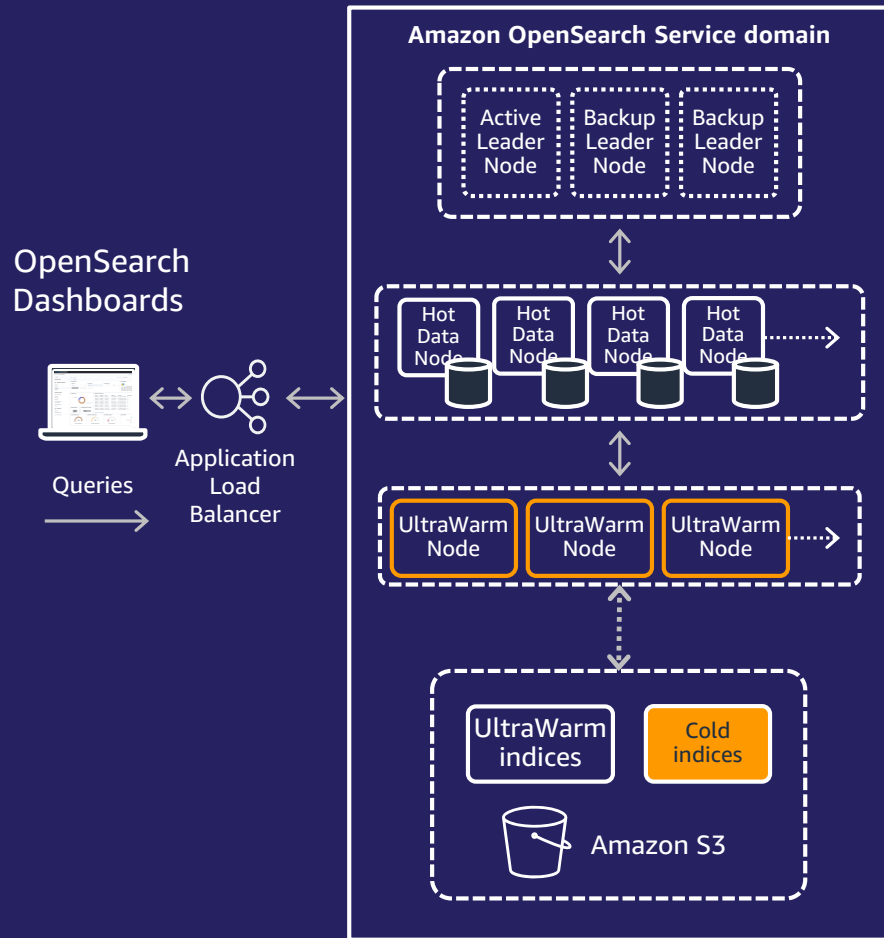 Amazon OpenSearch Service domain
Active
Leader
Node
Backup
Leader
Node
Backup
Leader
Node
OpenSearch
Dashboards
Hot
Data
Node
Hot
Data
Node
Hot
Data
Node
Hot
Data
Node
Queries
Application
Load
Balancer
UltraWarm
Node
UltraWarm
Node
UltraWarm
Node
UltraWarm
indices
Cold
indices
Amazon S3